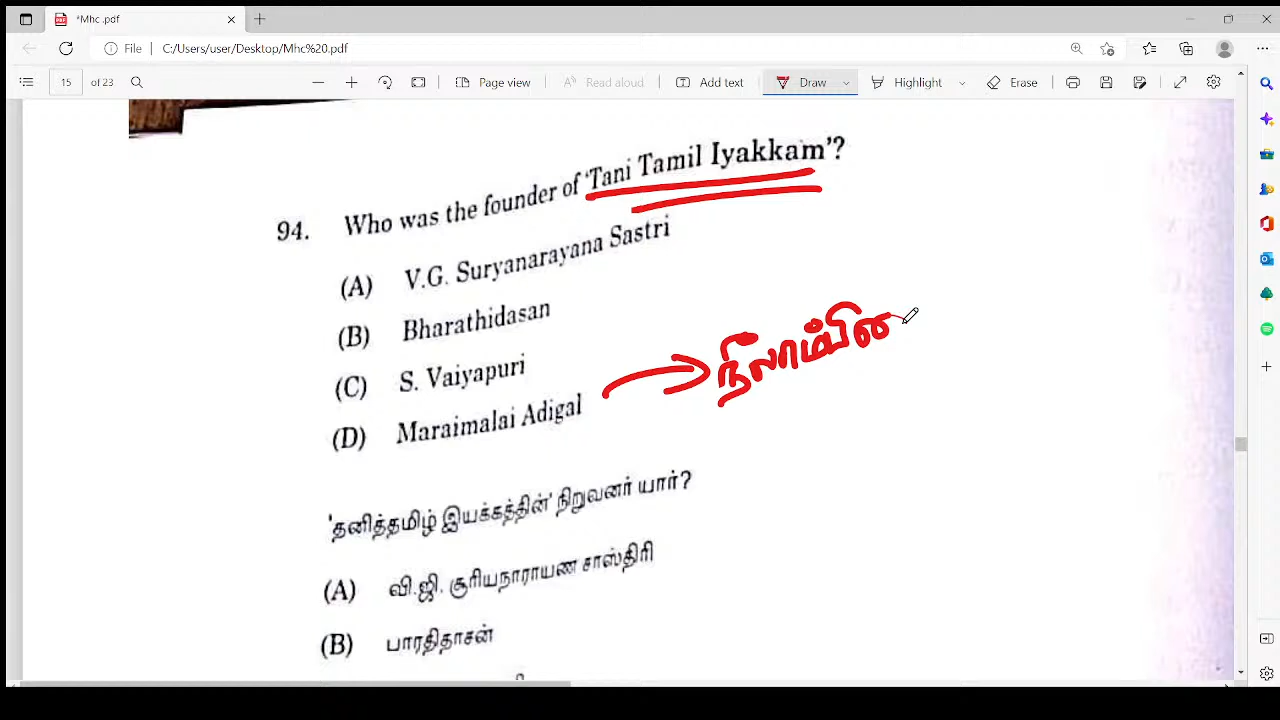 *Mhc .pdf
File | C:/Users/user/Desktop/Mhc%20.pdf
15 of 23 Page view Read aloud Add text Draw Highlight Erase
94. Who was the founder of 'Tani Tamil Iyakkam'?
(A) V.G. Suryanarayana Sastri
(B) Bharathidasan
(C) S. Vaiyapuri
(D) Maraimalai Adigal
'தனித்தமிழ் இயக்கத்தின்' நிறுவனர் யார்?
(A) வி.ஜி. சூரியநாராயண சாஸ்திரி
(B) பாரதிதாசன்